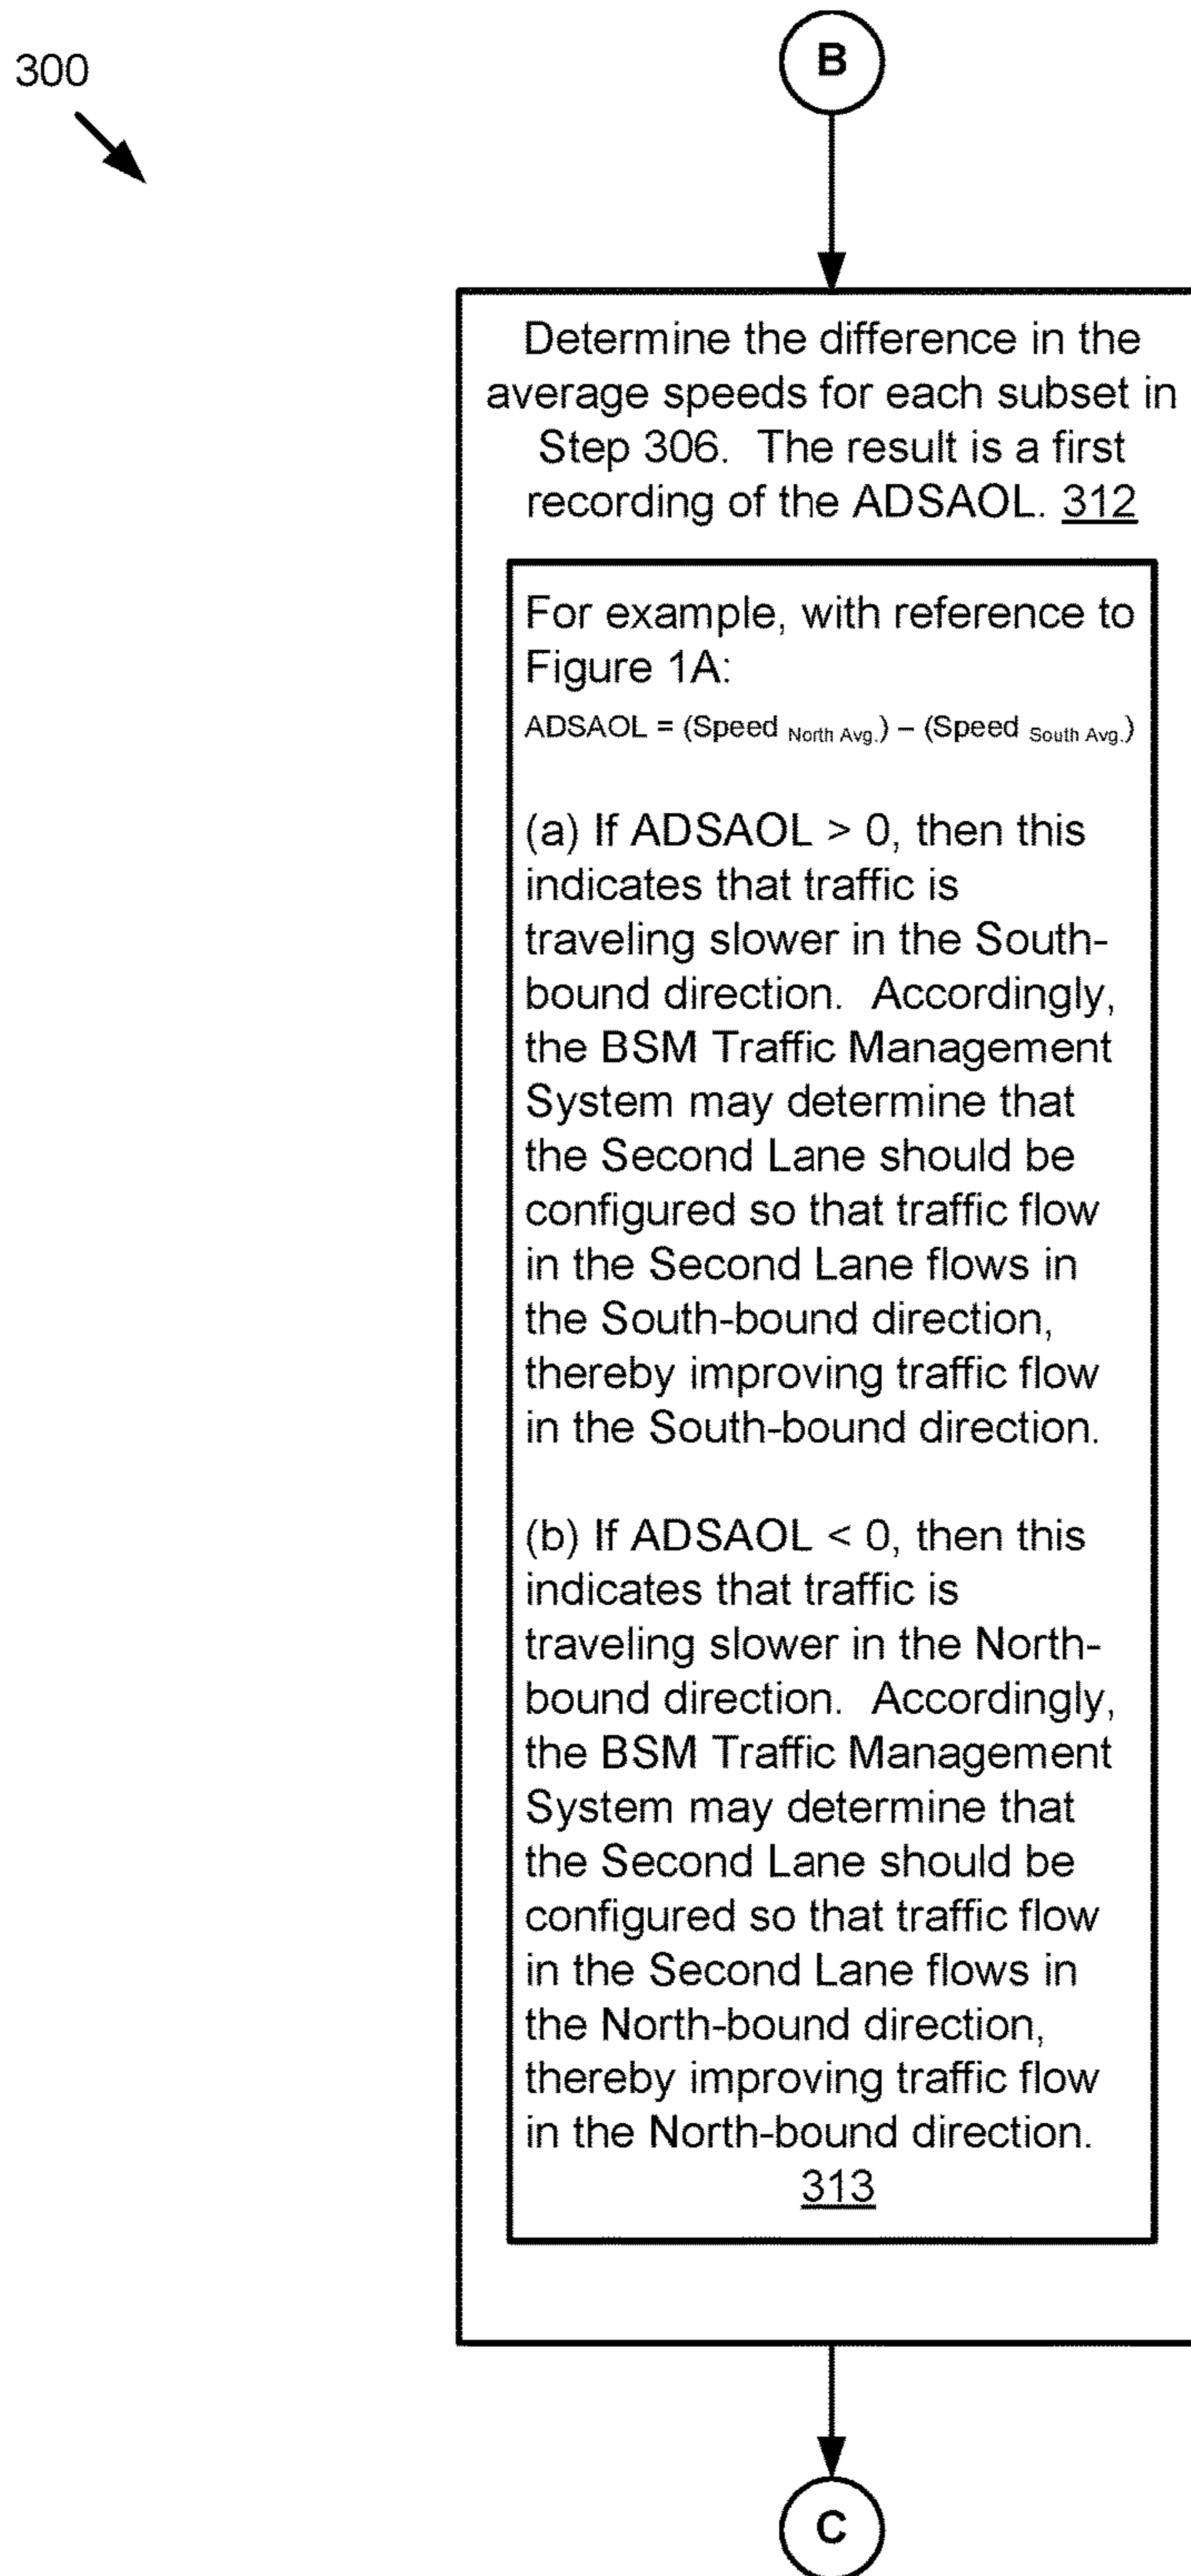 300
B
Determine the difference in the
average speeds for each subset in
Step 306. The result is a first
recording of the ADSAOL. 312
For example, with reference to
Figure 1A:
ADSAOL = (Speed North Avg.) – (Speed South Avg.)
(a) If ADSAOL > 0, then this
indicates that traffic is
traveling slower in the South-
bound direction. Accordingly,
the BSM Traffic Management
System may determine that
the Second Lane should be
configured so that traffic flow
in the Second Lane flows in
the South-bound direction,
thereby improving traffic flow
in the South-bound direction.
(b) If ADSAOL < 0, then this
indicates that traffic is
traveling slower in the North-
bound direction. Accordingly,
the BSM Traffic Management
System may determine that
the Second Lane should be
configured so that traffic flow
in the Second Lane flows in
the North-bound direction,
thereby improving traffic flow
in the North-bound direction.
313
C